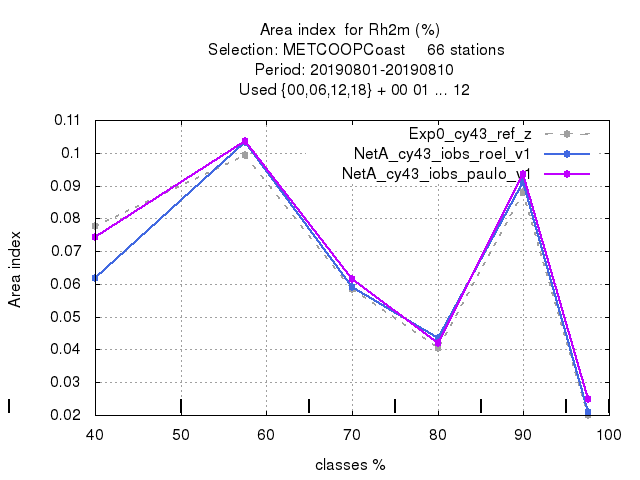 Area index  for Rh2m (%)
Selection: METCOOPCoast     66 stations
Period: 20190801-20190810
Used {00,06,12,18} + 00 01 ... 12
0.11
0.1
0.09
0.08
0.07
0.06
0.05
0.04
0.03
0.02
Area index
Exp0_cy43_ref_z
NetA_cy43_iobs_roel_v1
NetA_cy43_iobs_paulo_v1
40 50 60 70 80 90 100
classes %